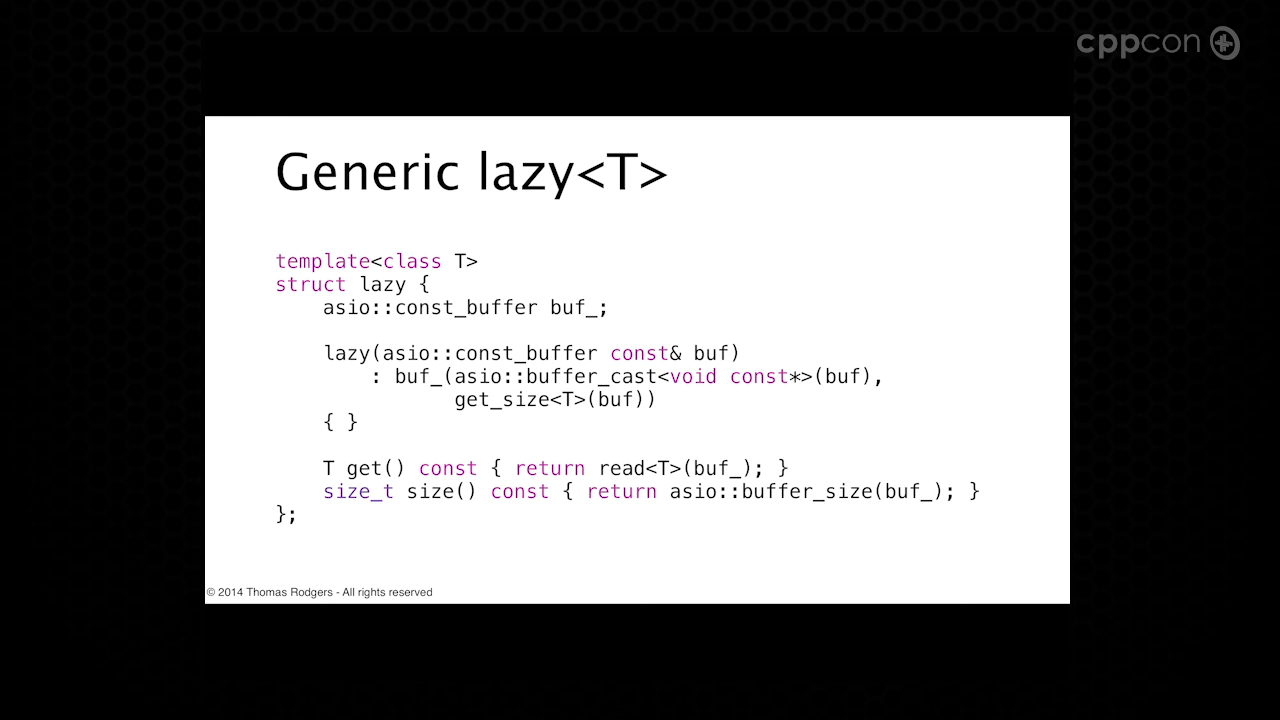 cppcon
Generic lazy<T>
template<class T>
struct lazy {
    asio::const_buffer buf_;
    lazy(asio::const_buffer const& buf)
        : buf_(asio::buffer_cast<void const*>(buf),
               get_size<T>(buf))
    { }
    T get() const { return read<T>(buf_); }
    size_t size() const { return asio::buffer_size(buf_); }
};
© 2014 Thomas Rodgers - All rights reserved